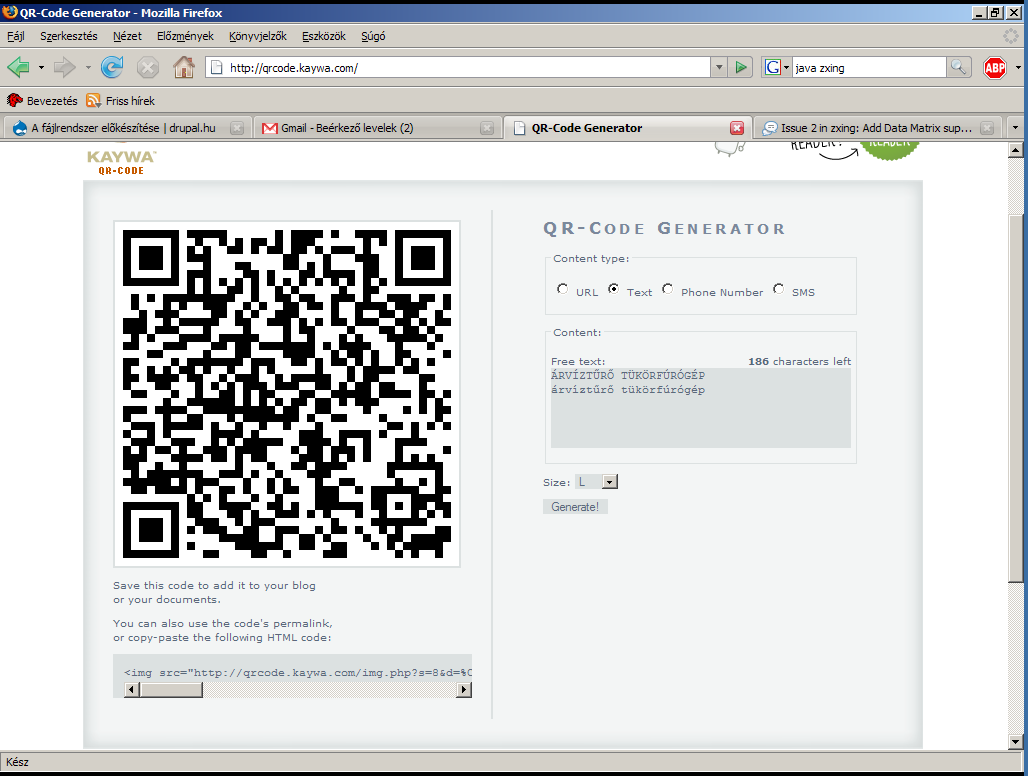 QR-Code Generator - Mozilla Firefox
Fájl Szerkesztés Nézet Előzmények Könyvjelzők Eszközök Súgó
http://qrcode.kaywa.com/
G
java zxing
ABP
Bevezetés Friss hírek
A fájlrendszer előkészítése | drupal.hu
Gmail - Beérkező levelek (2)
QR-Code Generator
Issue 2 in zxing: Add Data Matrix sup...
KAYWA
QR-CODE
READER?
READER
QR-CODE GENERATOR
Content type:
URL Text Phone Number SMS
Content:
Free text: 186 characters left
ÁRVÍZTŰRŐ TÜKÖRFÚRÓGÉP
árvíztűrő tükörfúrógép
Size: L
Generate!
Save this code to add it to your blog
or your documents.
You can also use the code's permalink,
or copy-paste the following HTML code:
<img src="http://qrcode.kaywa.com/img.php?s=8&d=%C
Kész